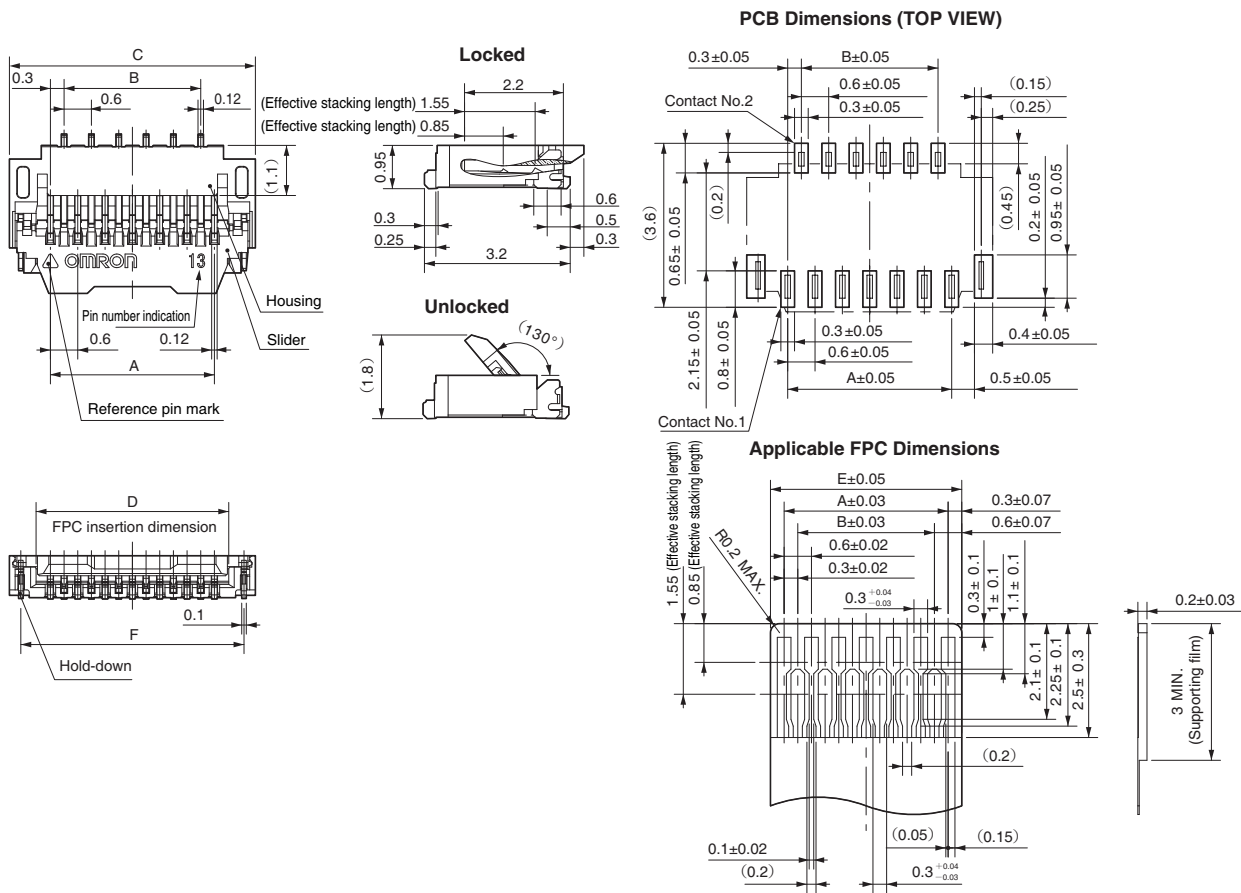 PCB Dimensions (TOP VIEW)
C
0.3
B
0.6
0.12
(1.1)
OMRON
13
Housing
Pin number indication
Slider
0.6
0.12
A
Reference pin mark
Locked
2.2
(Effective stacking length) 1.55
(Effective stacking length) 0.85
0.95
0.3
0.25
0.6
0.5
0.3
3.2
Unlocked
(130°)
(1.8)
0.3±0.05
B±0.05
0.6±0.05
(0.15)
0.3±0.05
(0.25)
Contact No.2
(3.6)
0.65± 0.05
(0.2)
(0.45)
0.2± 0.05
0.95± 0.05
2.15± 0.05
0.8± 0.05
0.3±0.05
0.4±0.05
0.6±0.05
A±0.05
0.5±0.05
Contact No.1
D
FPC insertion dimension
0.1
F
Hold-down
Applicable FPC Dimensions
1.55 (Effective stacking length)
0.85 (Effective stacking length)
E±0.05
A±0.03
0.3±0.07
B±0.03
0.6±0.07
0.6±0.02
R0.2 MAX.
0.3±0.02
0.3 +0.04 −0.03
0.3± 0.1
1± 0.1
1.1± 0.1
2.1± 0.1
2.25± 0.1
2.5± 0.3
0.2±0.03
3 MIN.
(Supporting film)
(0.2)
(0.05)
(0.15)
0.1±0.02
(0.2)
0.3 +0.04 −0.03